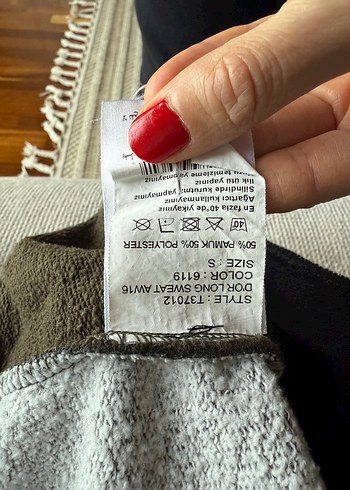 STYLE : T37012
D'OR LONG SWEAT AW16
COLOR : 6119
SIZE : S
50% PAMUK 50% POLYESTER
40°
En fazla 40'de yıkayınız
Ağartıcı kullanmayınız
Silindirde kurutma yapmayınız
Ilık ütü yapınız
temizleme yapmayınız